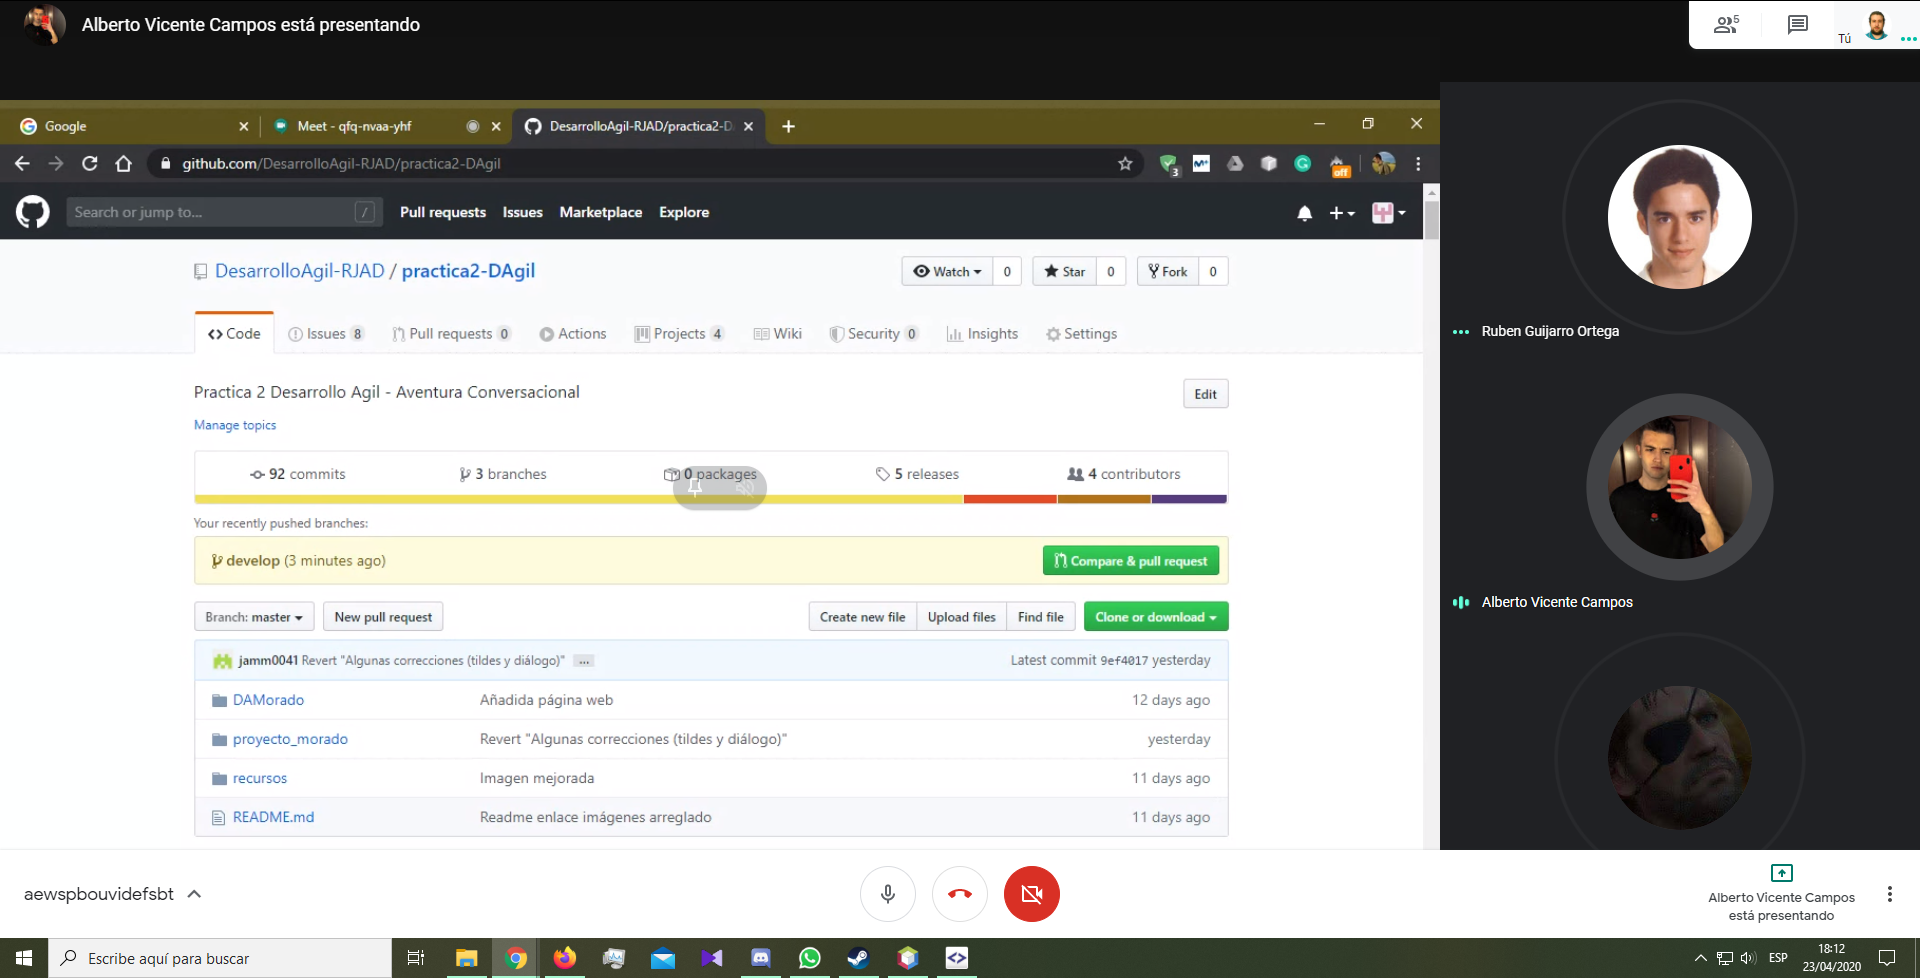 Alberto Vicente Campos está presentando
5
Tú
Google
Meet - qfq-nvaa-yhf
DesarrolloAgil-RJAD/practica2-D
github.com/DesarrolloAgil-RJAD/practica2-DAgil
3
off
Search or jump to...
/
Pull requests
Issues
Marketplace
Explore
DesarrolloAgil-RJAD / practica2-DAgil
Watch 0
Star 0
Fork 0
Code
Issues 8
Pull requests 0
Actions
Projects 4
Wiki
Security 0
Insights
Settings
Practica 2 Desarrollo Agil - Aventura Conversacional
Edit
Manage topics
92 commits
3 branches
0 packages
5 releases
4 contributors
Your recently pushed branches:
develop (3 minutes ago)
Compare & pull request
Branch: master
New pull request
Create new file
Upload files
Find file
Clone or download
jamm0041 Revert "Algunas correcciones (tildes y diálogo)" ...
Latest commit 9ef4017 yesterday
DAMorado
Añadida página web
12 days ago
proyecto_morado
Revert "Algunas correcciones (tildes y diálogo)"
yesterday
recursos
Imagen mejorada
11 days ago
README.md
Readme enlace imágenes arreglado
11 days ago
Ruben Guijarro Ortega
Alberto Vicente Campos
aewspbouvidefsbt
Alberto Vicente Campos
está presentando
Escribe aquí para buscar
ESP
18:12
23/04/2020